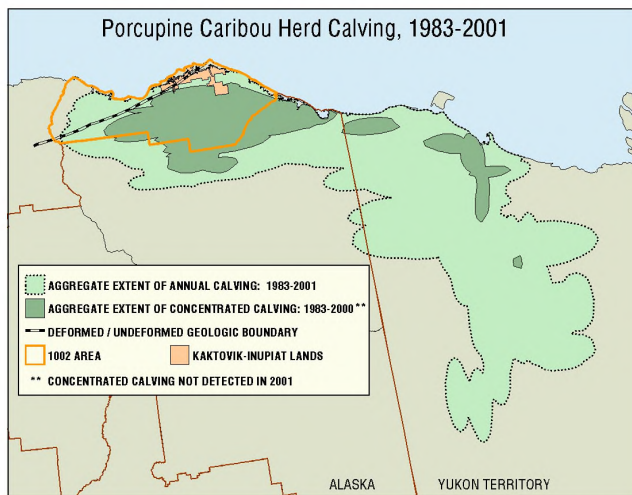 Porcupine Caribou Herd Calving, 1983-2001
AGGREGATE EXTENT OF ANNUAL CALVING: 1983-2001
AGGREGATE EXTENT OF CONCENTRATED CALVING: 1983-2000 **
DEFORMED / UNDEFORMED GEOLOGIC BOUNDARY
1002 AREA
KAKTOVIK-INUPIAT LANDS
** CONCENTRATED CALVING NOT DETECTED IN 2001
ALASKA
YUKON TERRITORY